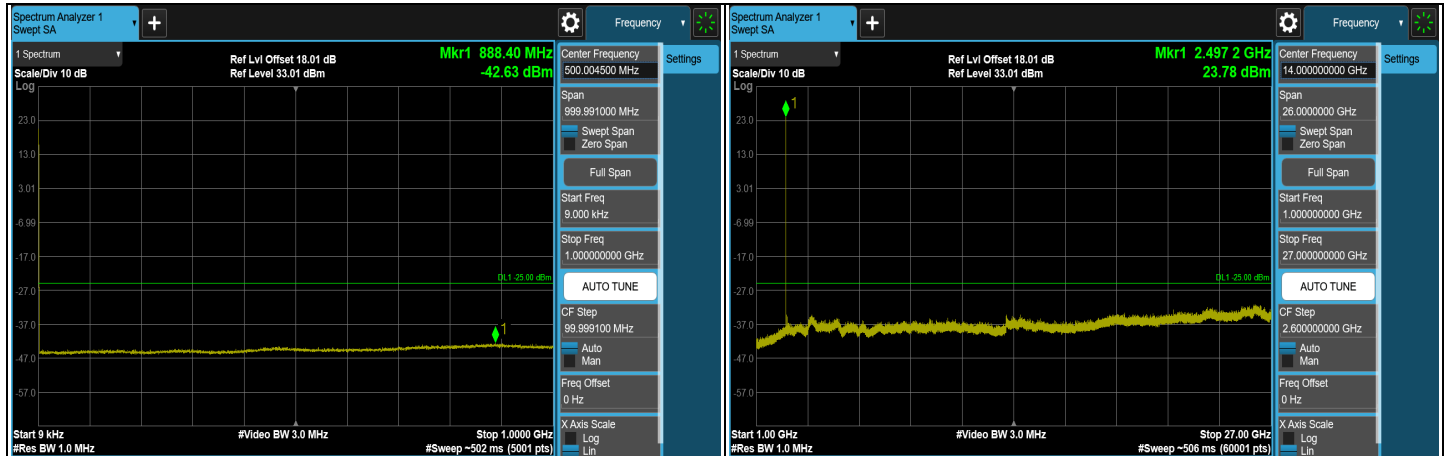 Spectrum Analyzer 1
Swept SA
+
Frequency
1 Spectrum
Scale/Div 10 dB
Log
Ref Lvl Offset 18.01 dB
Ref Level 33.01 dBm
Mkr1 888.40 MHz
-42.63 dBm
1
23.0
13.0
3.01
-6.99
-17.0
-27.0
-37.0
-47.0
-57.0
DL1 -25.00 dBm
Start 9 kHz
#Res BW 1.0 MHz
#Video BW 3.0 MHz
Stop 1.0000 GHz
#Sweep ~502 ms (5001 pts)
Center Frequency
500.004500 MHz
Span
999.991000 MHz
Swept Span
Zero Span
Full Span
Start Freq
9.000 kHz
Stop Freq
1.000000000 GHz
AUTO TUNE
CF Step
99.999100 MHz
Auto
Man
Freq Offset
0 Hz
X Axis Scale
Log
Lin
Settings
Spectrum Analyzer 1
Swept SA
+
Frequency
1 Spectrum
Scale/Div 10 dB
Log
Ref Lvl Offset 18.01 dB
Ref Level 33.01 dBm
Mkr1 2.497 2 GHz
23.78 dBm
1
23.0
13.0
3.01
-6.99
-17.0
-27.0
-37.0
-47.0
-57.0
DL1 -25.00 dBm
Start 1.00 GHz
#Res BW 1.0 MHz
#Video BW 3.0 MHz
Stop 27.00 GHz
#Sweep ~506 ms (60001 pts)
Center Frequency
14.000000000 GHz
Span
26.0000000 GHz
Swept Span
Zero Span
Full Span
Start Freq
1.000000000 GHz
Stop Freq
27.000000000 GHz
AUTO TUNE
CF Step
2.600000000 GHz
Auto
Man
Freq Offset
0 Hz
X Axis Scale
Log
Lin
Settings